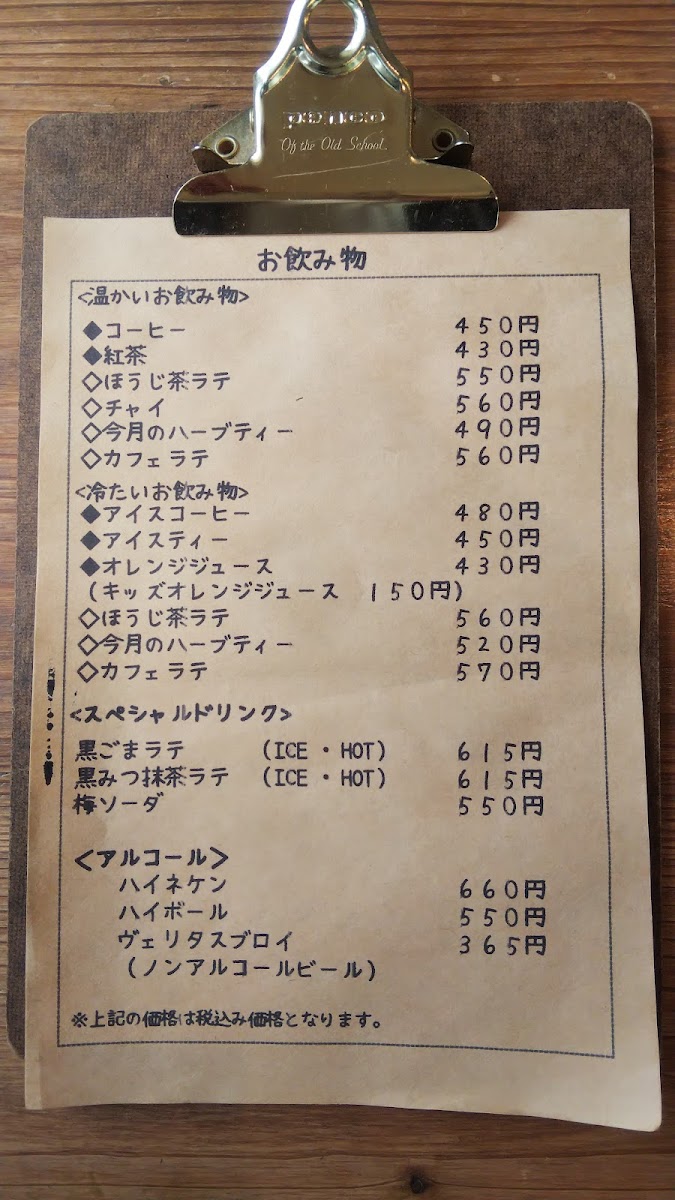 Of the Old School.
お飲み物
<温かいお飲み物>
◆コーヒー 450円
◆紅茶 430円
◇ほうじ茶ラテ 550円
◇チャイ 560円
◇今月のハーブティー 490円
◇カフェラテ 560円
<冷たいお飲み物>
◆アイスコーヒー 480円
◆アイスティー 450円
◆オレンジジュース 430円
(キッズオレンジジュース 150円)
◇ほうじ茶ラテ 560円
◇今月のハーブティー 520円
◇カフェラテ 570円
<スペシャルドリンク>
黒ごまラテ (ICE・HOT) 615円
黒みつ抹茶ラテ (ICE・HOT) 615円
梅ソーダ 550円
<アルコール>
ハイネケン 660円
ハイボール 550円
ヴェリタスブロイ 365円
(ノンアルコールビール)
※上記の価格は税込み価格となります。